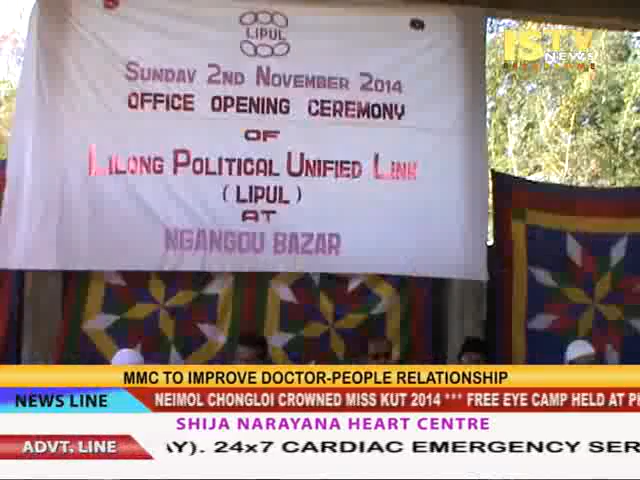 LIPUL
ISTV
NEWS
SUNDAY 2ND NOVEMBER 2014
OFFICE OPENING CEREMONY
OF
LILONG POLITICAL UNIFIED LINK
( LIPUL )
AT
NGANGOU BAZAR
MMC TO IMPROVE DOCTOR-PEOPLE RELATIONSHIP
NEWS LINE
NEIMOL CHONGLOI CROWNED MISS KUT 2014 *** FREE EYE CAMP HELD AT
SHIJA NARAYANA HEART CENTRE
ADVT. LINE
AY). 24x7 CARDIAC EMERGENCY SER